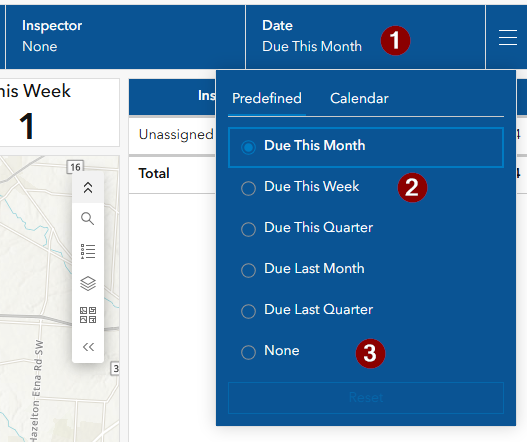 Inspector
None
Date
Due This Month
1
his Week
1
Ins
Unassigned
4
Total
4
Predefined
Calendar
Due This Month
Due This Week
2
Due This Quarter
Due Last Month
Due Last Quarter
None
3
Reset
16
3
Hazelton Etna Rd SW